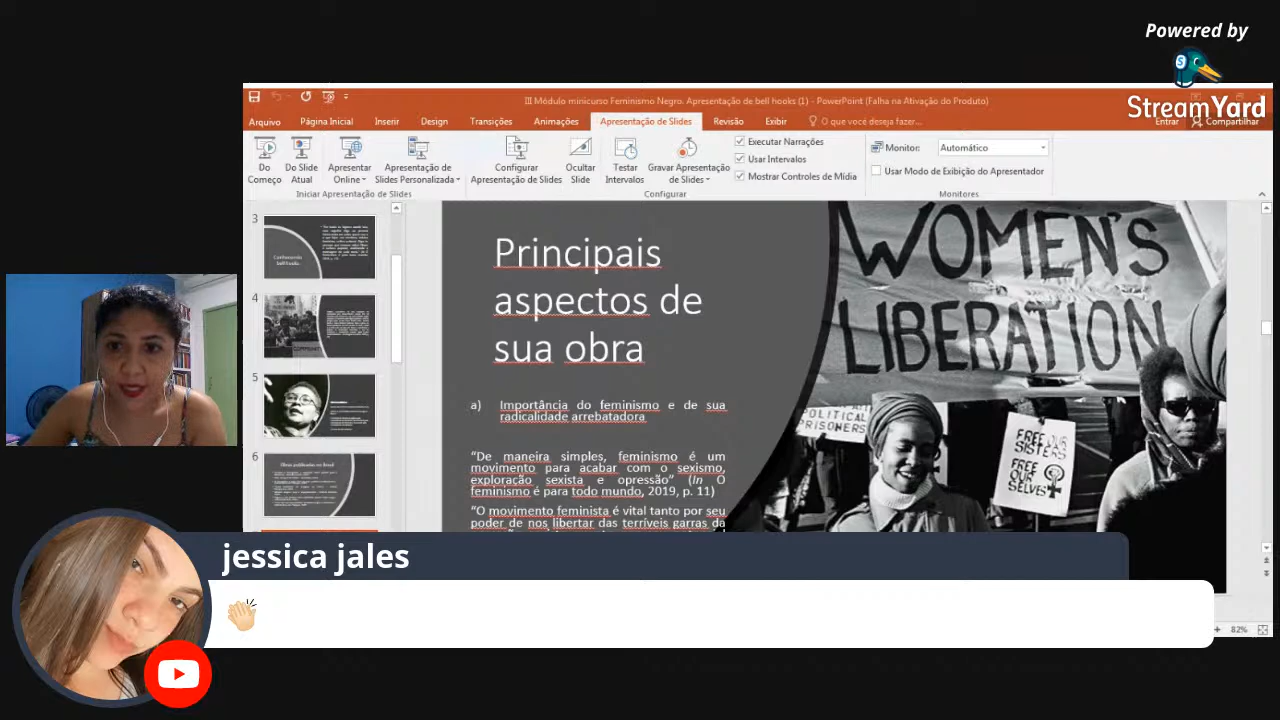 Powered by
StreamYard
III Módulo minicurso Feminismo Negro. Apresentação de bell hooks (1) - PowerPoint (Falha na Ativação do Produto)
Arquivo Página Inicial Inserir Design Transições Animações Apresentação de Slides Revisão Exibir O que você deseja fazer... Entrar Compartilhar
Do Começo
Do Slide Atual
Apresentar Online
Apresentação de Slides Personalizada
Configurar Apresentação de Slides
Ocultar Slide
Testar Intervalos
Gravar Apresentação de Slides
Executar Narrações
Usar Intervalos
Mostrar Controles de Mídia
Monitor: Automático
Usar Modo de Exibição do Apresentador
Iniciar Apresentação de Slides Configurar Monitores
3
4
5
6
Principais
aspectos de
sua obra
a) Importância do feminismo e de sua
radicalidade arrebatadora
“De maneira simples, feminismo é um
movimento para acabar com o sexismo,
exploração sexista e opressão” (In O
feminismo é para todo mundo, 2019, p. 11)
“O movimento feminista é vital tanto por seu
poder de nos libertar das terríveis garras da
WOMEN'S
LIBERATION
POLITICAL
PRISONERS
FREE OUR
SISTERS
FREE
OUR
SELVES
82%
jessica jales